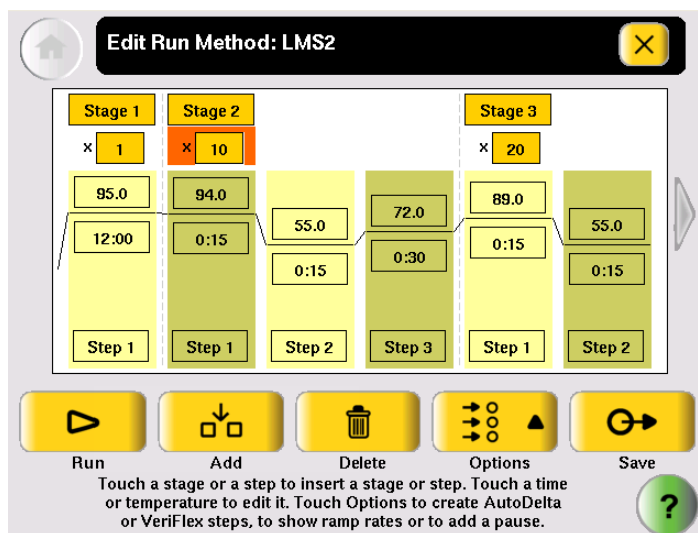 Edit Run Method: LMS2
Stage 1 Stage 2 Stage 3
x 1 x 10 x 20
95.0 94.0 55.0 72.0 89.0 55.0
12:00 0:15 0:15 0:30 0:15 0:15
Step 1 Step 1 Step 2 Step 3 Step 1 Step 2
Run Add Delete Options Save
Touch a stage or a step to insert a stage or step. Touch a time
or temperature to edit it. Touch Options to create AutoDelta
or VeriFlex steps, to show ramp rates or to add a pause.
?